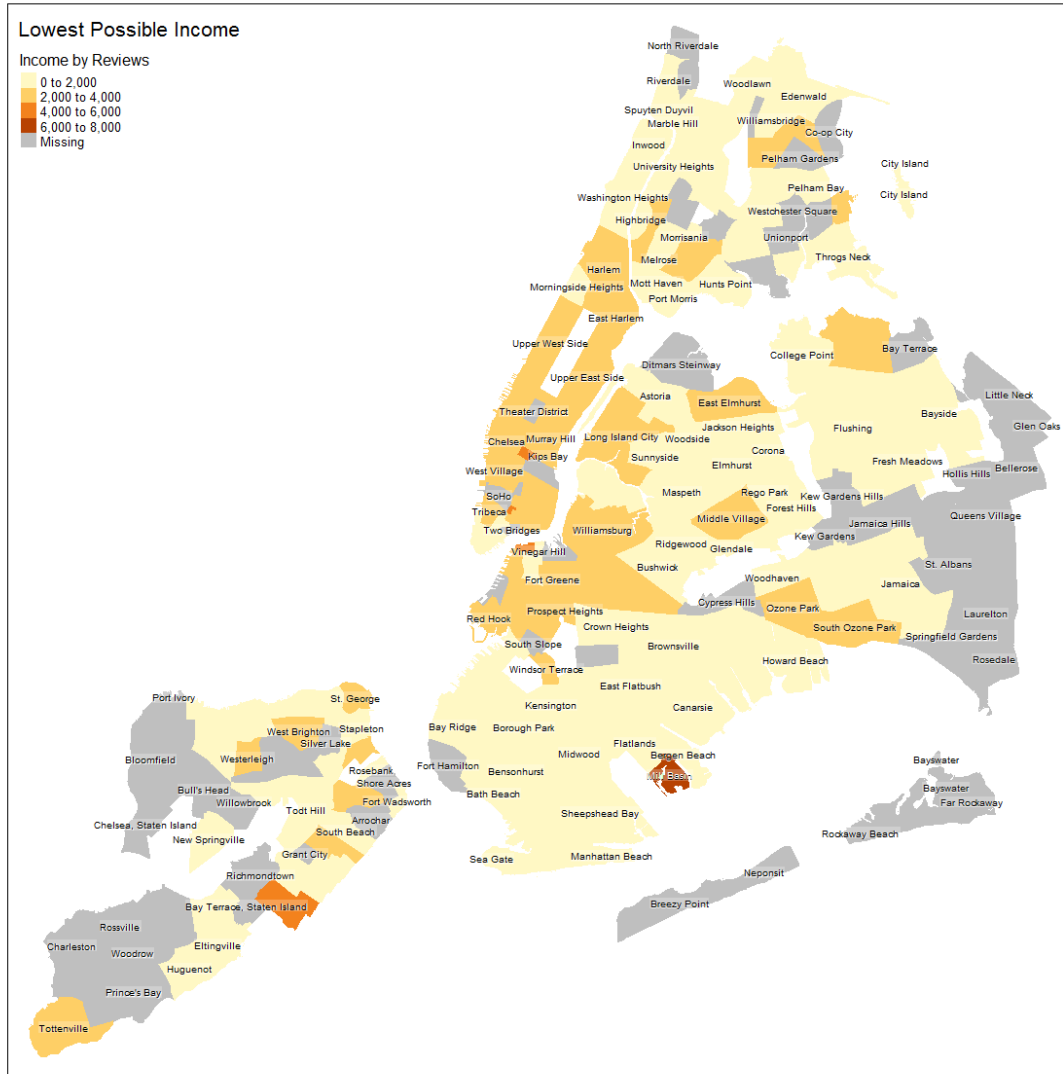 Lowest Possible Income
Income by Reviews
0 to 2,000
2,000 to 4,000
4,000 to 6,000
6,000 to 8,000
Missing
North Riverdale
Riverdale
Woodlawn
Edenwald
Spuyten Duyvil
Marble Hill
Williamsbridge
Co-op City
Inwood
Pelham Gardens
University Heights
City Island
Pelham Bay
City Island
Washington Heights
Westchester Square
Highbridge
Morrisania
Unionport
Melrose
Throgs Neck
Harlem
Mott Haven
Hunts Point
Morningside Heights
Port Morris
East Harlem
Upper West Side
College Point
Bay Terrace
Ditmars Steinway
Upper East Side
Little Neck
Astoria
East Elmhurst
Theater District
Bayside
Glen Oaks
Jackson Heights
Flushing
Chelsea
Murray Hill
Long Island City
Woodside
Corona
Kips Bay
Sunnyside
Elmhurst
Fresh Meadows
West Village
Hollis Hills
Bellerose
SoHo
Maspeth
Rego Park
Kew Gardens Hills
Forest Hills
Tribeca
Middle Village
Queens Village
Two Bridges
Williamsburg
Jamaica Hills
Kew Gardens
Vinegar Hill
Ridgewood
Glendale
Bushwick
St. Albans
Fort Greene
Woodhaven
Jamaica
Cypress Hills
Prospect Heights
Ozone Park
Red Hook
Laurelton
Crown Heights
South Ozone Park
Springfield Gardens
South Slope
Brownsville
Rosedale
Windsor Terrace
Howard Beach
East Flatbush
Port Ivory
St. George
Kensington
Canarsie
Bay Ridge
Borough Park
West Brighton
Stapleton
Silver Lake
Flatlands
Midwood
Bergen Beach
Bloomfield
Westerleigh
Fort Hamilton
Bensonhurst
Mill Basin
Rosebank
Shore Acres
Bayswater
Bull's Head
Bath Beach
Bayswater
Willowbrook
Fort Wadsworth
Far Rockaway
Todt Hill
Sheepshead Bay
Chelsea, Staten Island
Arrochar
South Beach
Rockaway Beach
New Springville
Grant City
Sea Gate
Manhattan Beach
Richmondtown
Neponsit
Bay Terrace, Staten Island
Breezy Point
Rossville
Charleston
Eltingville
Woodrow
Huguenot
Prince's Bay
Tottenville